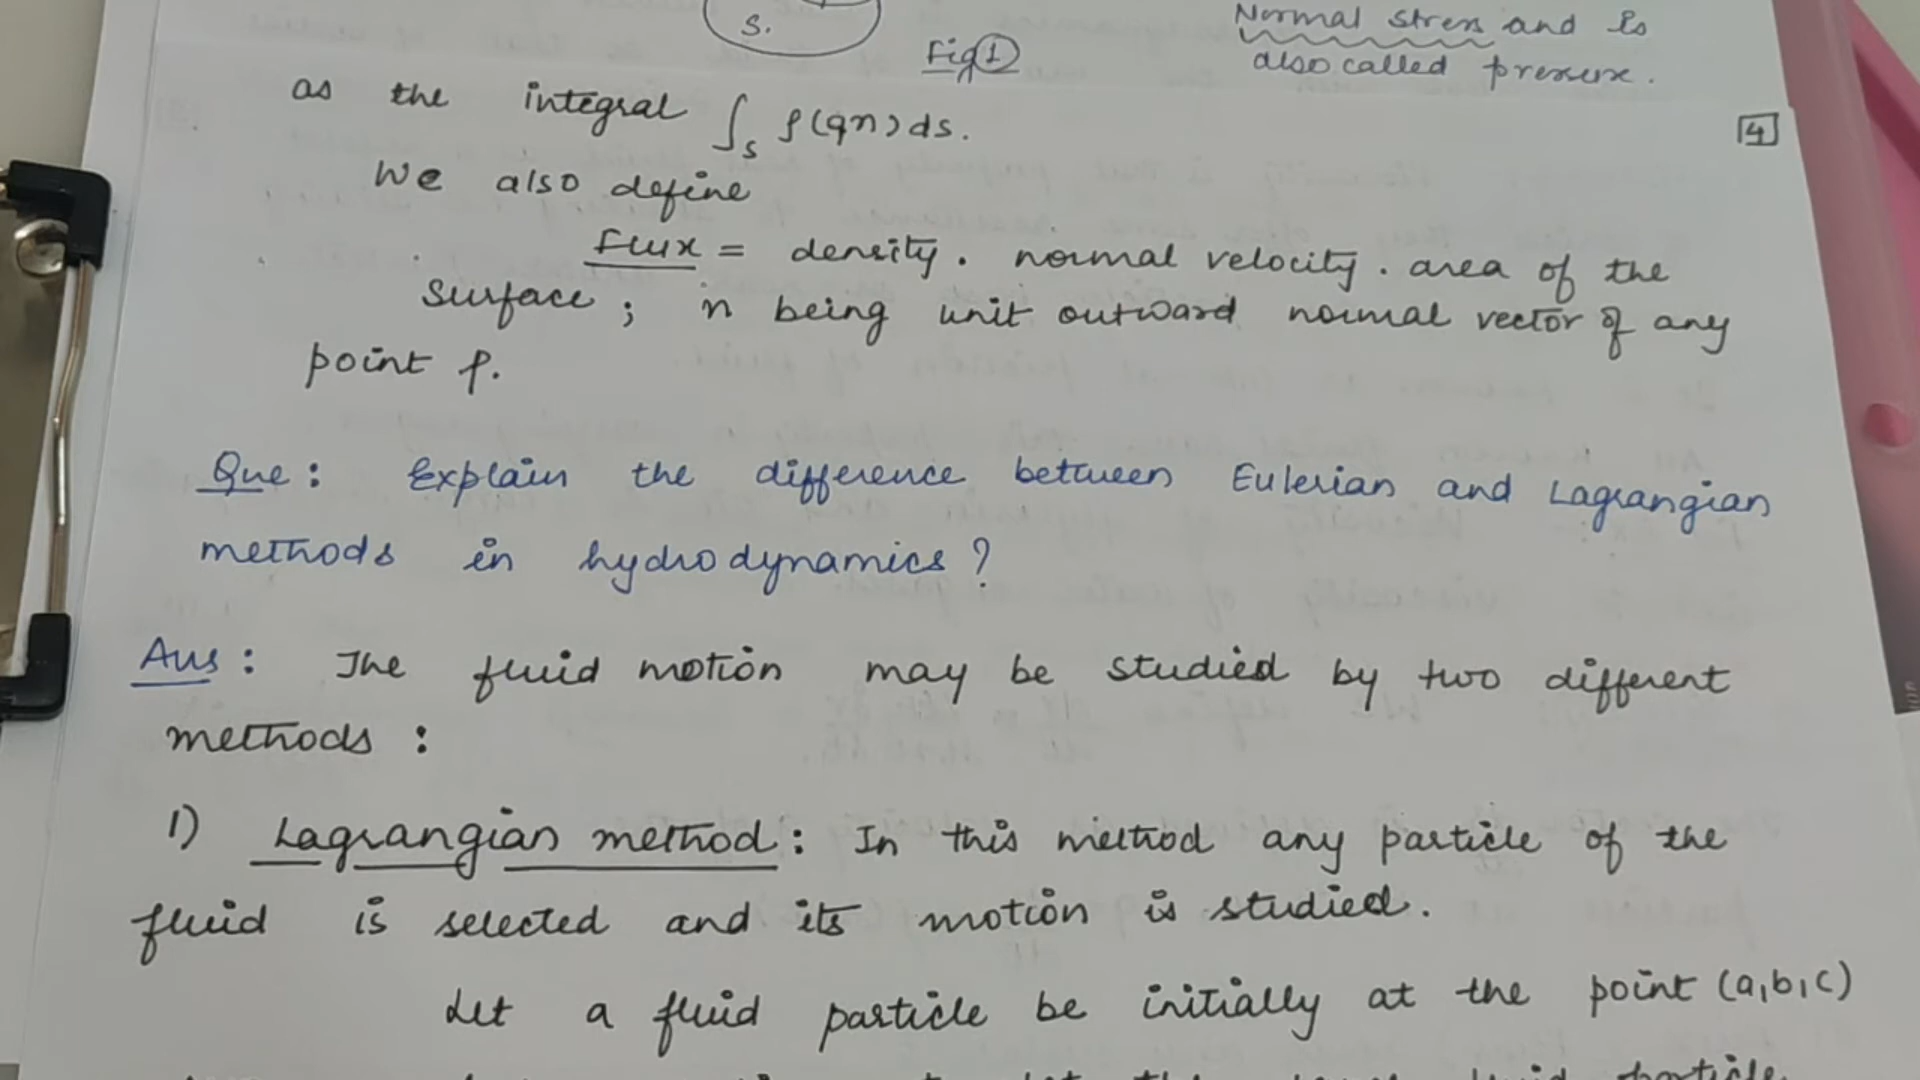 S.
Fig 1
Normal stress and is
also called pressure.
4
as the integral ∫_S ρ(qn)ds.
We also define
Flux = density . normal velocity . area of the
surface ; n being unit outward normal vector of any
point P.
Que : Explain the difference between Eulerian and Lagrangian
methods in hydrodynamics ?
Ans : The fluid motion may be studied by two different
methods :
1) Lagrangian method : In this method any particle of the
fluid is selected and its motion is studied.
Let a fluid particle be initially at the point (a,b,c)
fluid particle